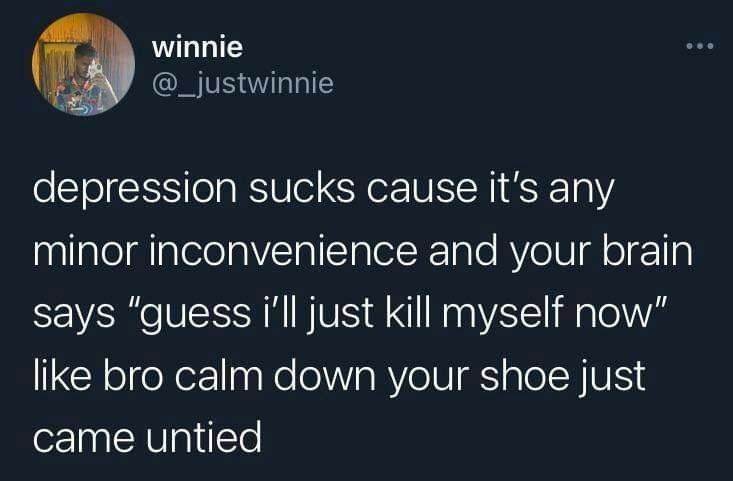 winnie
@_justwinnie
depression sucks cause it's any
minor inconvenience and your brain
says “guess i'll just kill myself now”
like bro calm down your shoe just
came untied